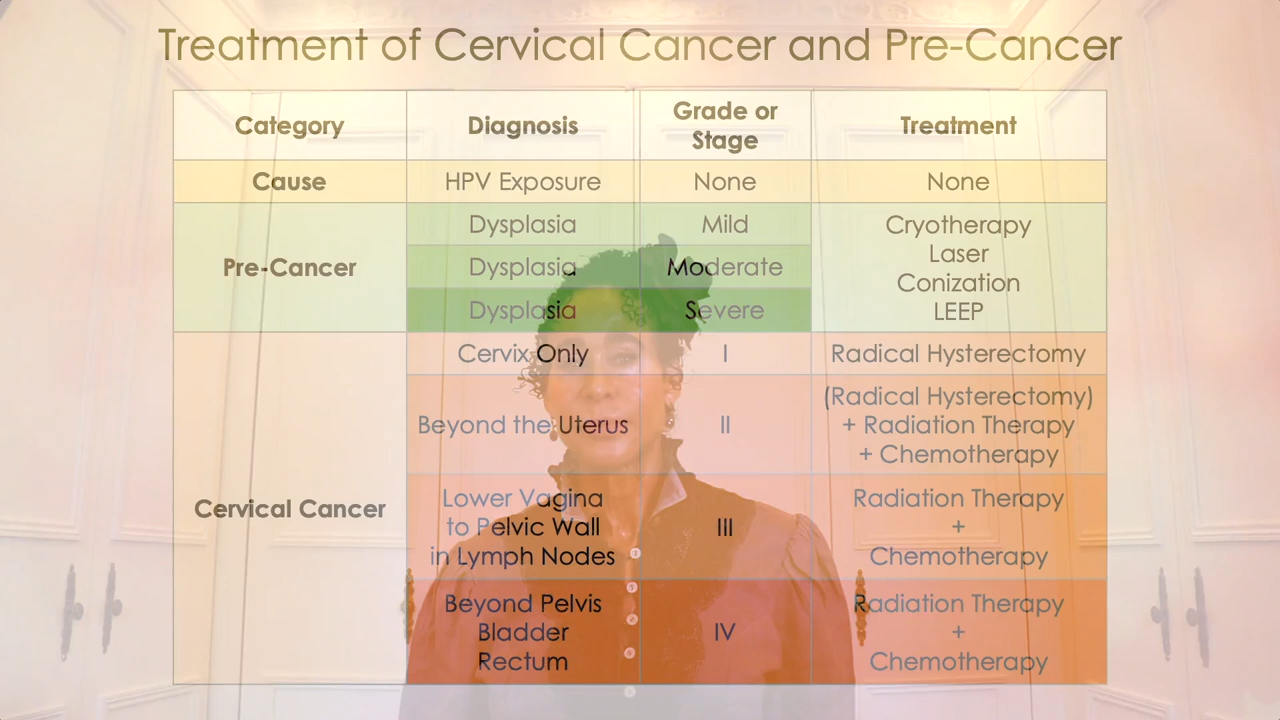 Treatment of Cervical Cancer and Pre-Cancer
Category
Diagnosis
Grade or
Stage
Treatment
Cause
HPV Exposure
None
None
Pre-Cancer
Dysplasia
Mild
Dysplasia
Moderate
Dysplasia
Severe
Cryotherapy
Laser
Conization
LEEP
Cervical Cancer
Cervix Only
I
Radical Hysterectomy
Beyond the Uterus
II
(Radical Hysterectomy)
+ Radiation Therapy
+ Chemotherapy
Lower Vagina
to Pelvic Wall
in Lymph Nodes
III
Radiation Therapy
+
Chemotherapy
Beyond Pelvis
Bladder
Rectum
IV
Radiation Therapy
+
Chemotherapy